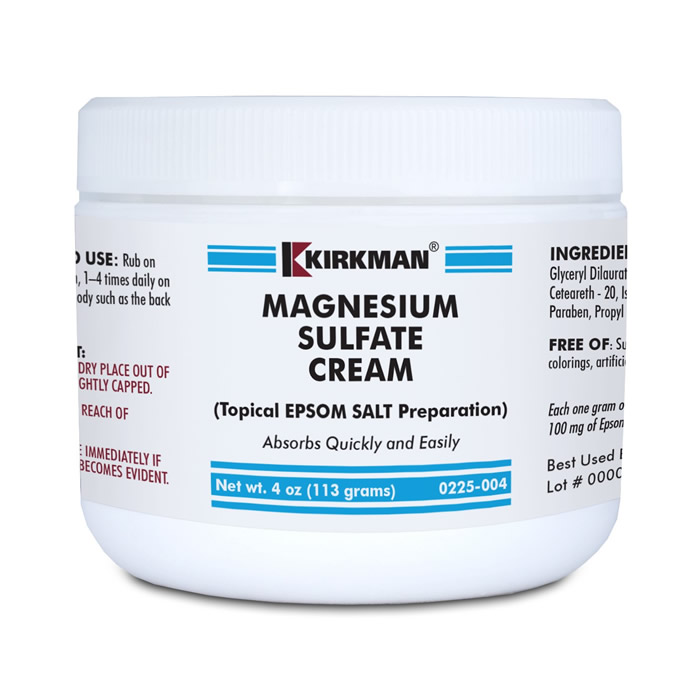 O USE: Rub on
, 1–4 times daily on
ody such as the back
T:
DRY PLACE OUT OF
GHTLY CAPPED.
REACH OF
E IMMEDIATELY IF
BECOMES EVIDENT.
KIRKMAN®
MAGNESIUM
SULFATE
CREAM
(Topical EPSOM SALT Preparation)
Absorbs Quickly and Easily
Net wt. 4 oz (113 grams) 0225-004
INGREDIEN
Glyceryl Dilaurat
Ceteareth - 20, Is
Paraben, Propyl
FREE OF: Su
colorings, artific
Each one gram o
100 mg of Epson
Best Used
Lot # 000